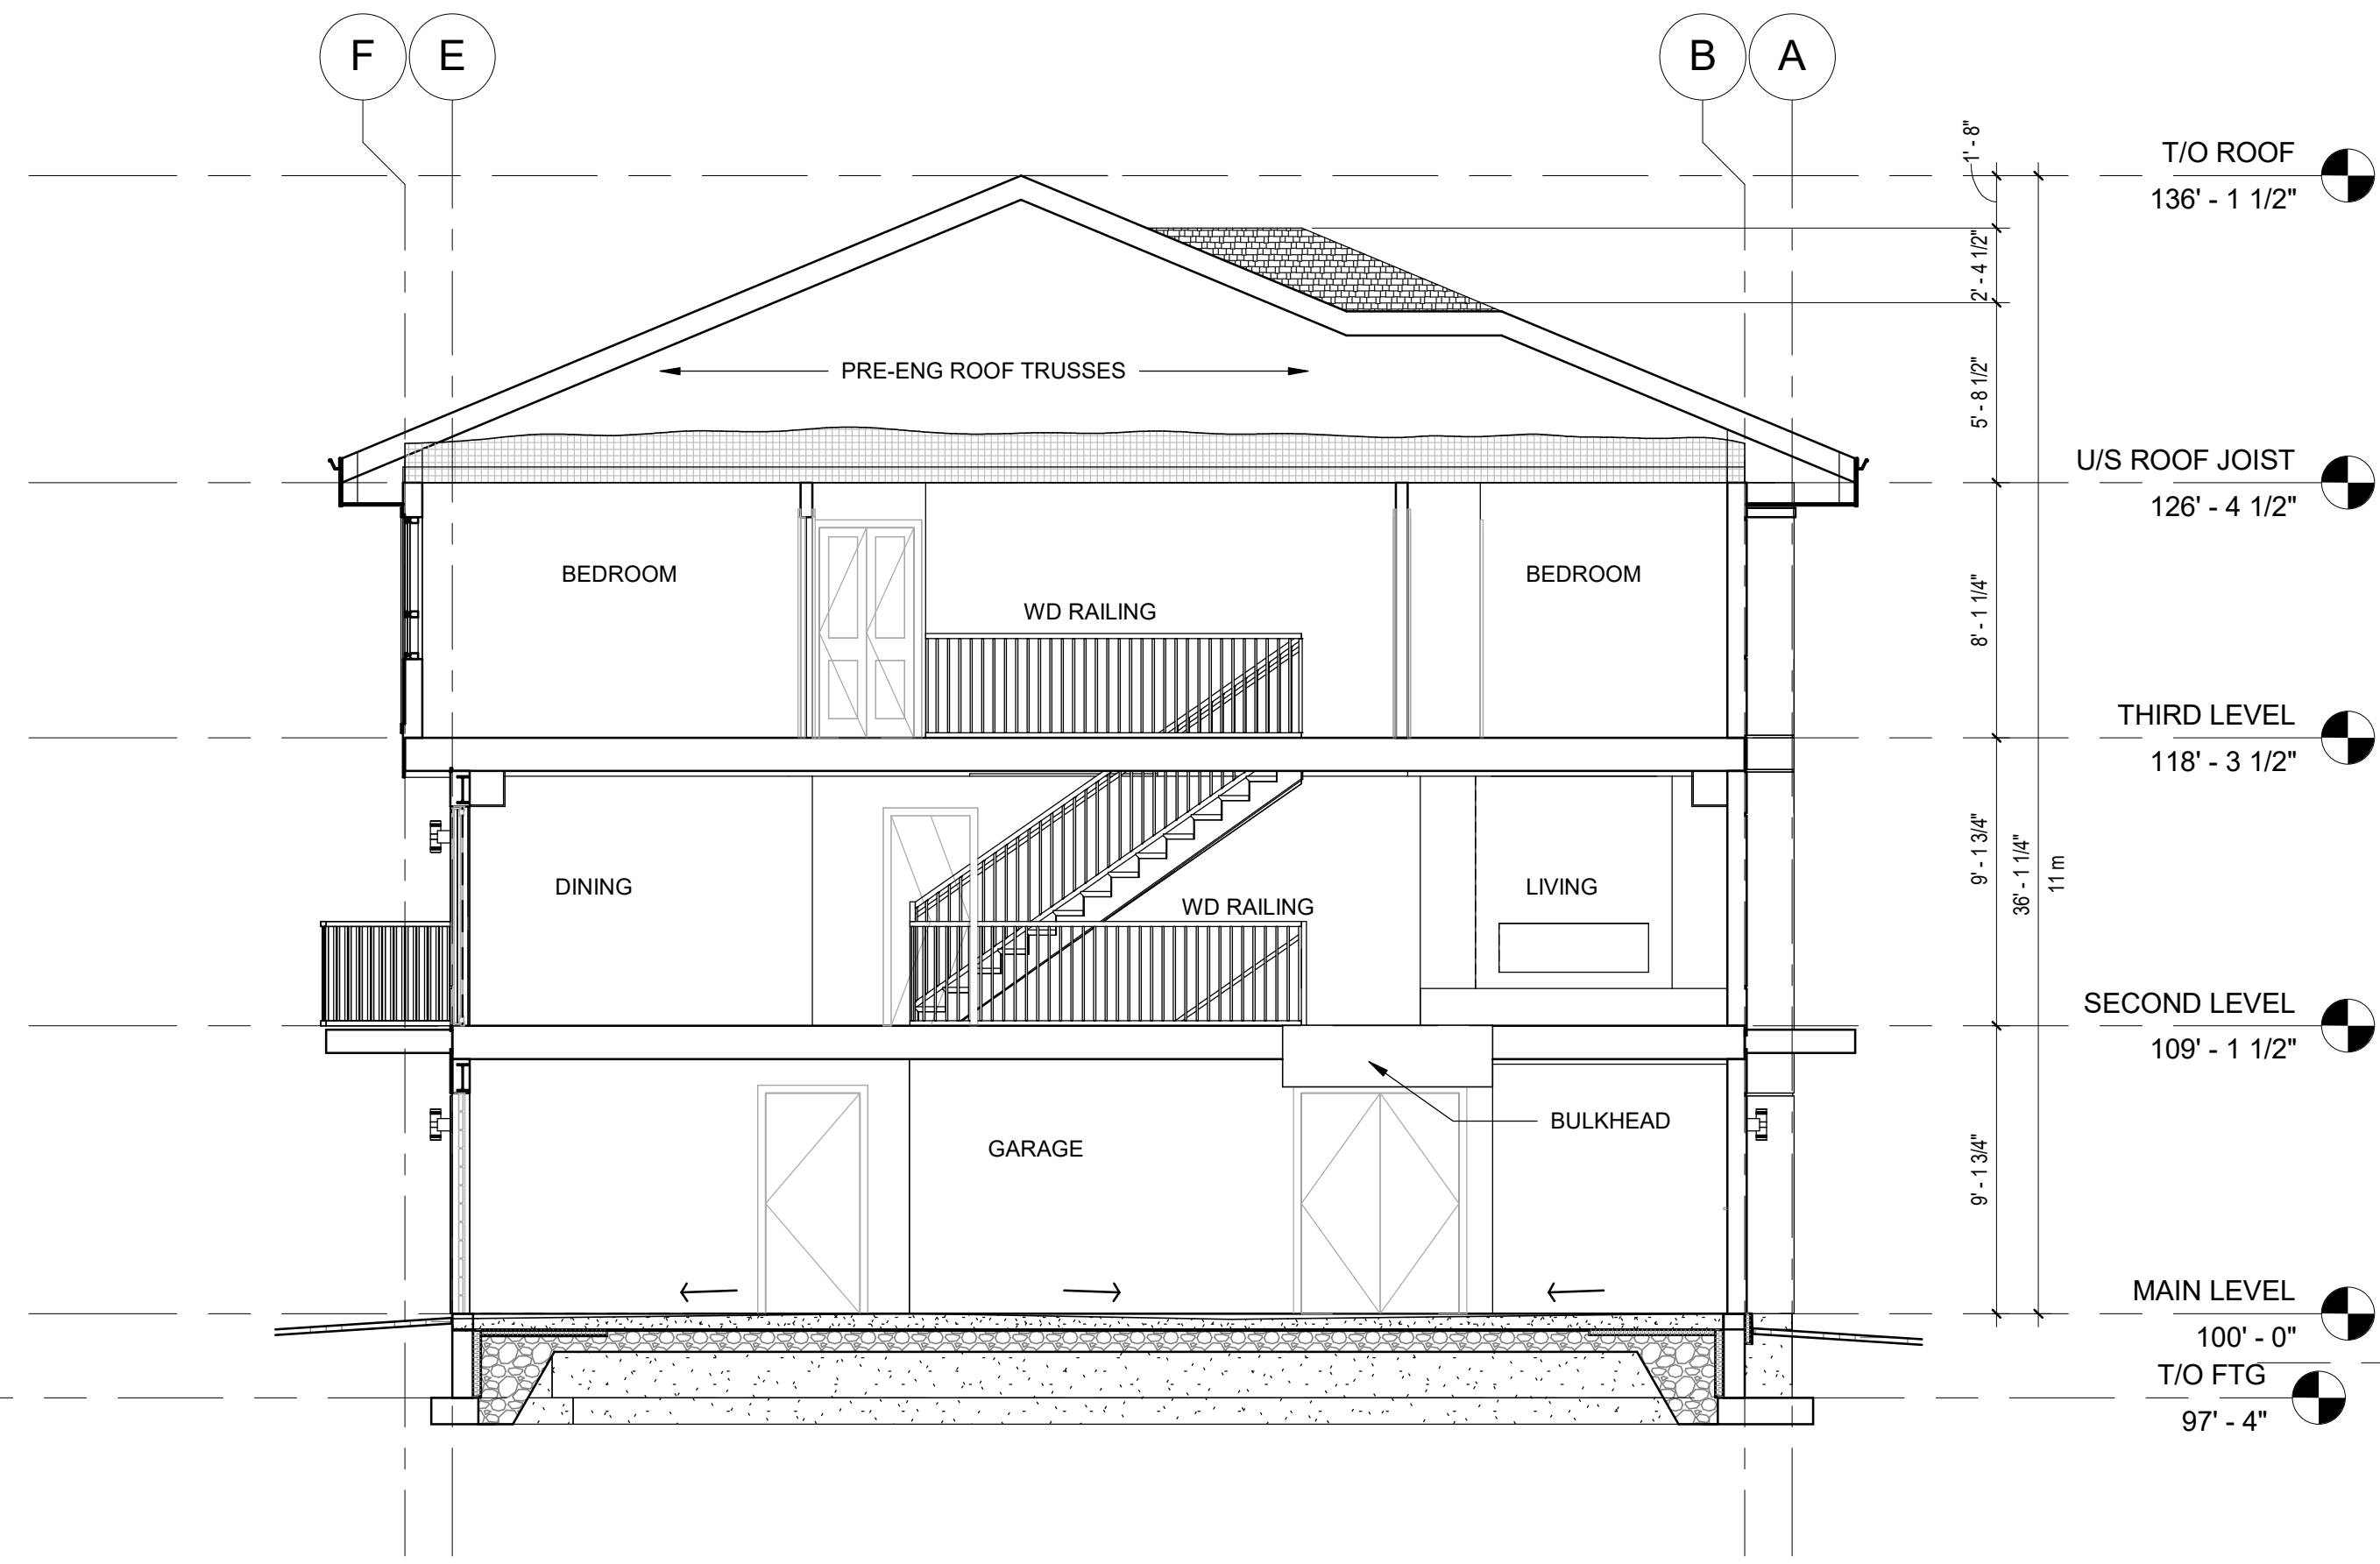 F
E
B
A
1' - 8"
T/O ROOF
136' - 1 1/2"
2' - 4 1/2"
PRE-ENG ROOF TRUSSES
5' - 8 1/2"
U/S ROOF JOIST
126' - 4 1/2"
BEDROOM
BEDROOM
WD RAILING
8' - 1 1/4"
THIRD LEVEL
118' - 3 1/2"
DINING
LIVING
WD RAILING
9' - 1 3/4"
36' - 1 1/4"
11 m
SECOND LEVEL
109' - 1 1/2"
BULKHEAD
GARAGE
9' - 1 3/4"
MAIN LEVEL
100' - 0"
T/O FTG
97' - 4"